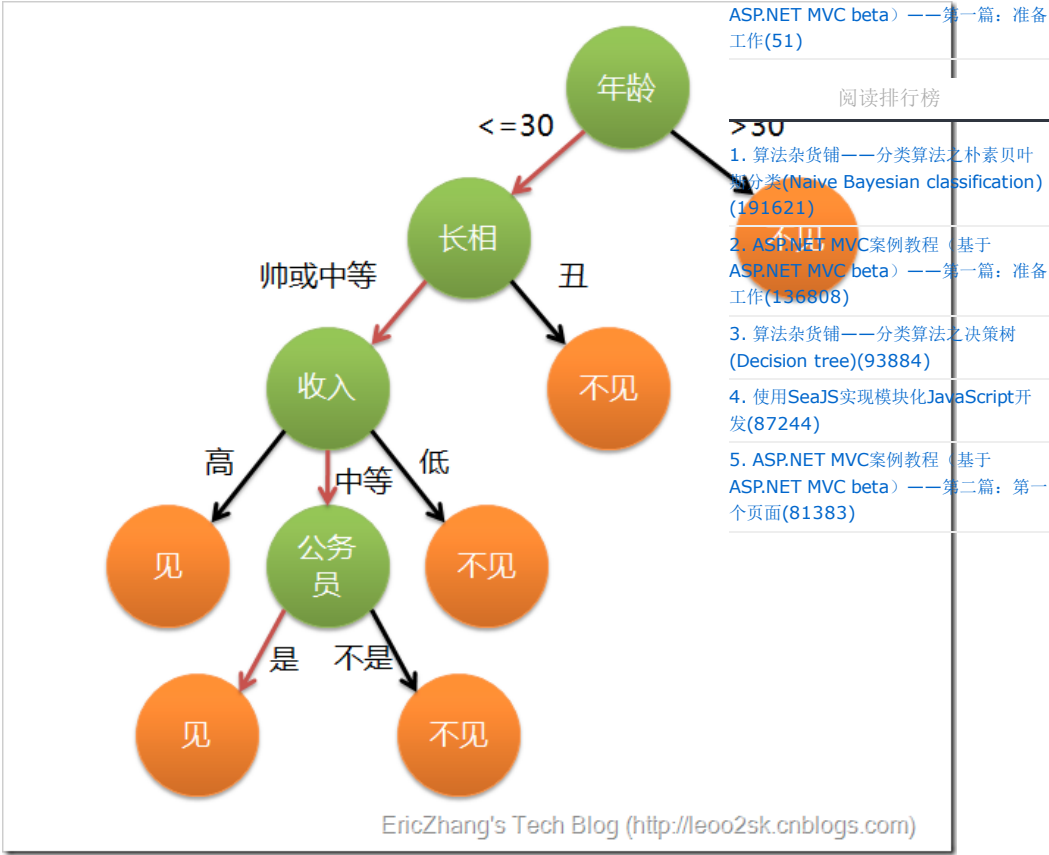 ASP.NET MVC beta）——第一篇：准备
工作(51)
阅读排行榜
1. 算法杂货铺——分类算法之朴素贝叶
斯分类(Naive Bayesian classification)
(191621)
2. ASP.NET MVC案例教程（基于
ASP.NET MVC beta）——第一篇：准备
工作(136808)
3. 算法杂货铺——分类算法之决策树
(Decision tree)(93884)
4. 使用SeaJS实现模块化JavaScript开
发(87244)
5. ASP.NET MVC案例教程（基于
ASP.NET MVC beta）——第二篇：第一
个页面(81383)
年龄
<=30
>30
长相
不见
帅或中等
丑
收入
不见
高
中等
低
见
公务
员
不见
是
不是
见
不见
EricZhang's Tech Blog (http://leoo2sk.cnblogs.com)